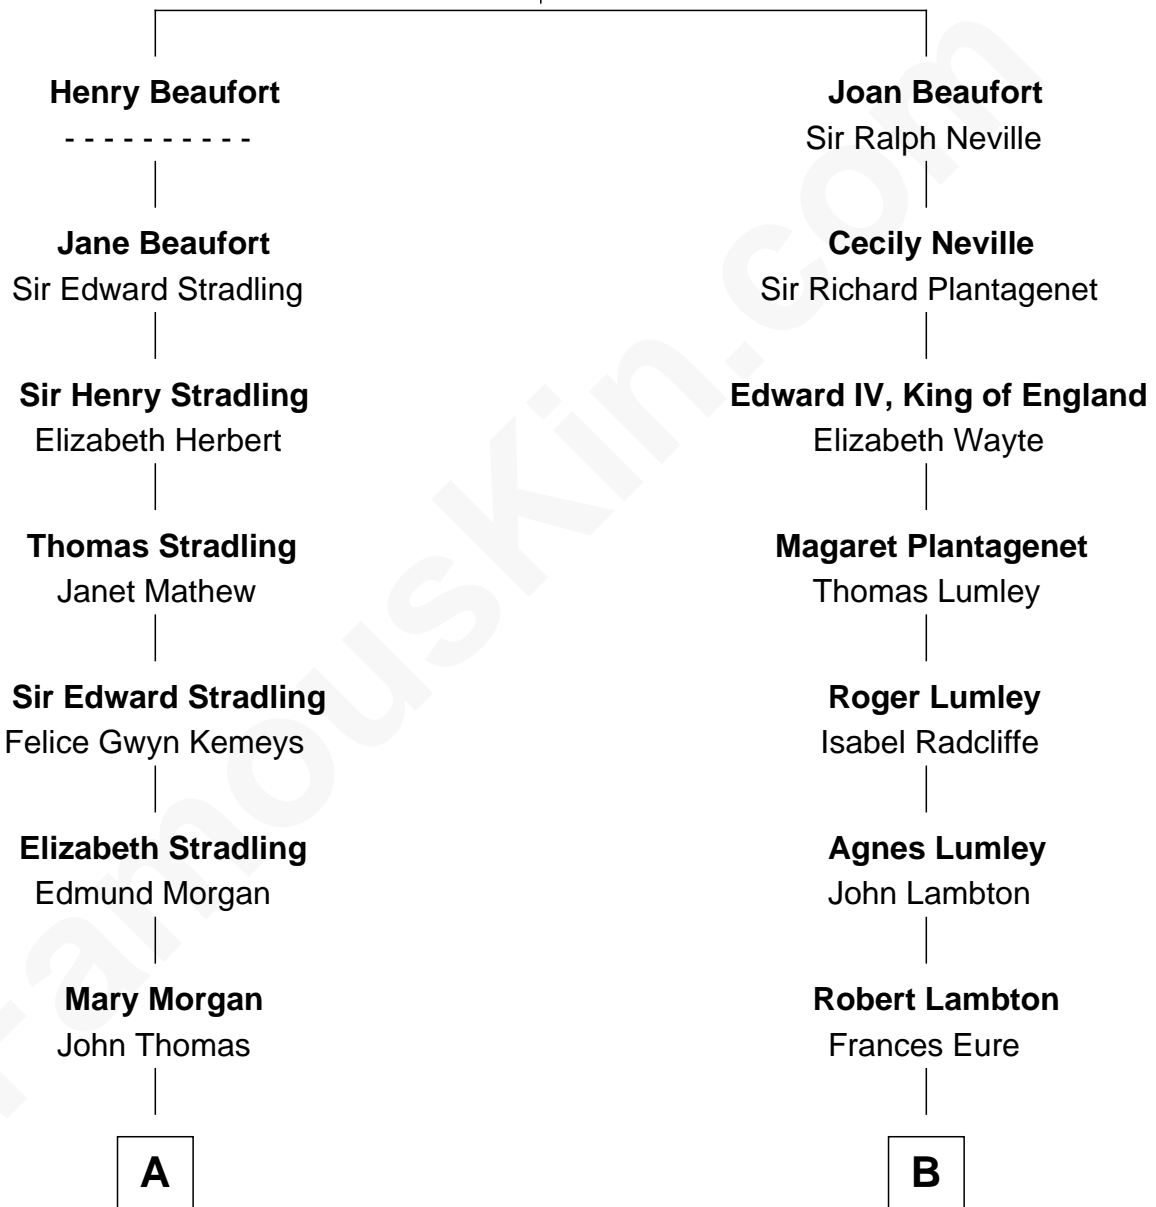 Henry Beaufort
- - - - - - - - - -
Jane Beaufort
Sir Edward Stradling
Sir Henry Stradling
Elizabeth Herbert
Thomas Stradling
Janet Mathew
Sir Edward Stradling
Felice Gwyn Kemeys
Elizabeth Stradling
Edmund Morgan
Mary Morgan
John Thomas
A
Joan Beaufort
Sir Ralph Neville
Cecily Neville
Sir Richard Plantagenet
Edward IV, King of England
Elizabeth Wayte
Magaret Plantagenet
Thomas Lumley
Roger Lumley
Isabel Radcliffe
Agnes Lumley
John Lambton
Robert Lambton
Frances Eure
B
FamousKin.com